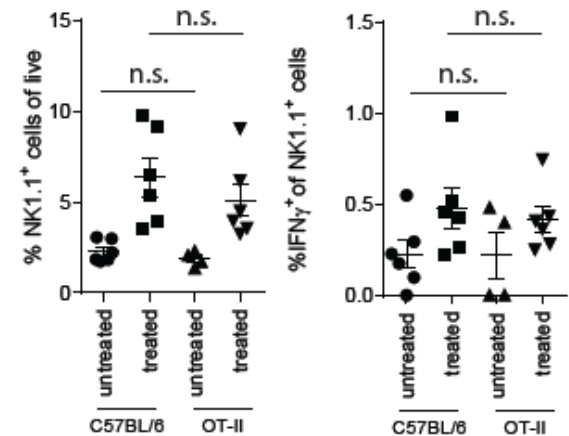 n.s.
n.s.
15
10
5
0
% NK1.1+ cells of live
untreated
treated
untreated
treated
C57BL/6
OT-II
n.s.
n.s.
1.5
1.0
0.5
0.0
%IFNγ+of NK1.1+ cells
untreated
treated
untreated
treated
C57BL/6
OT-II